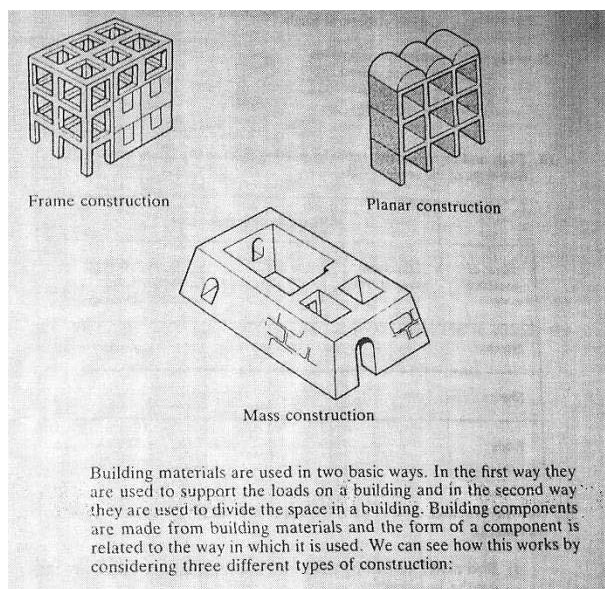 Frame construction
Planar construction
Mass construction
Building materials are used in two basic ways. In the first way they
are used to support the loads on a building and in the second way
they are used to divide the space in a building. Building components
are made from building materials and the form of a component is
related to the way in which it is used. We can see how this works by
considering three different types of construction: